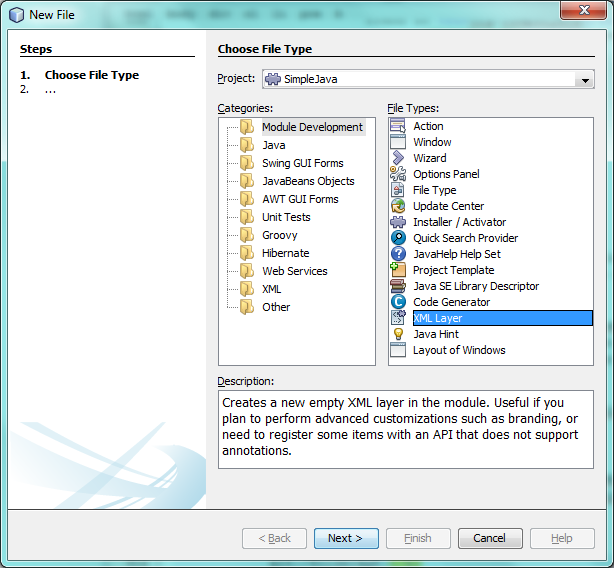 New File
Steps
1. Choose File Type
2. ...
Choose File Type
Project: SimpleJava
Categories:
Module Development
Java
Swing GUI Forms
JavaBeans Objects
AWT GUI Forms
Unit Tests
Groovy
Hibernate
Web Services
XML
Other
File Types:
Action
Window
Wizard
Options Panel
File Type
Update Center
Installer / Activator
Quick Search Provider
JavaHelp Help Set
Project Template
Java SE Library Descriptor
Code Generator
XML Layer
Java Hint
Layout of Windows
Description:
Creates a new empty XML layer in the module. Useful if you
plan to perform advanced customizations such as branding, or
need to register some items with an API that does not support
annotations.
< Back
Next >
Finish
Cancel
Help